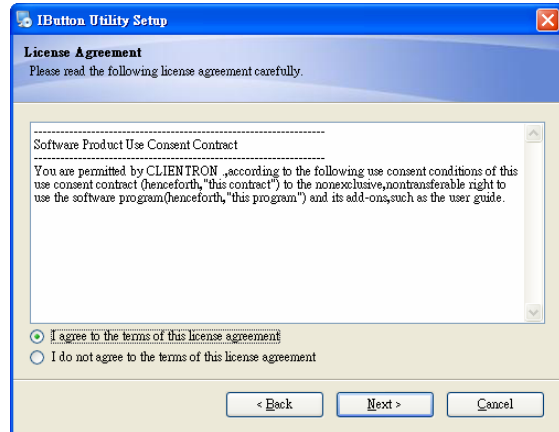 IButton Utility Setup
License Agreement
Please read the following license agreement carefully.
------------------------------------------------------------------
Software Product Use Consent Contract
------------------------------------------------------------------
You are permitted by CLIENTRON .,according to the following use consent conditions of this
use consent contract (henceforth,"this contract") to the nonexclusive,nontransferable right to
use the software program(henceforth,"this program") and its add-ons,such as the user guide.
I agree to the terms of this license agreement
I do not agree to the terms of this license agreement
< Back
Next >
Cancel